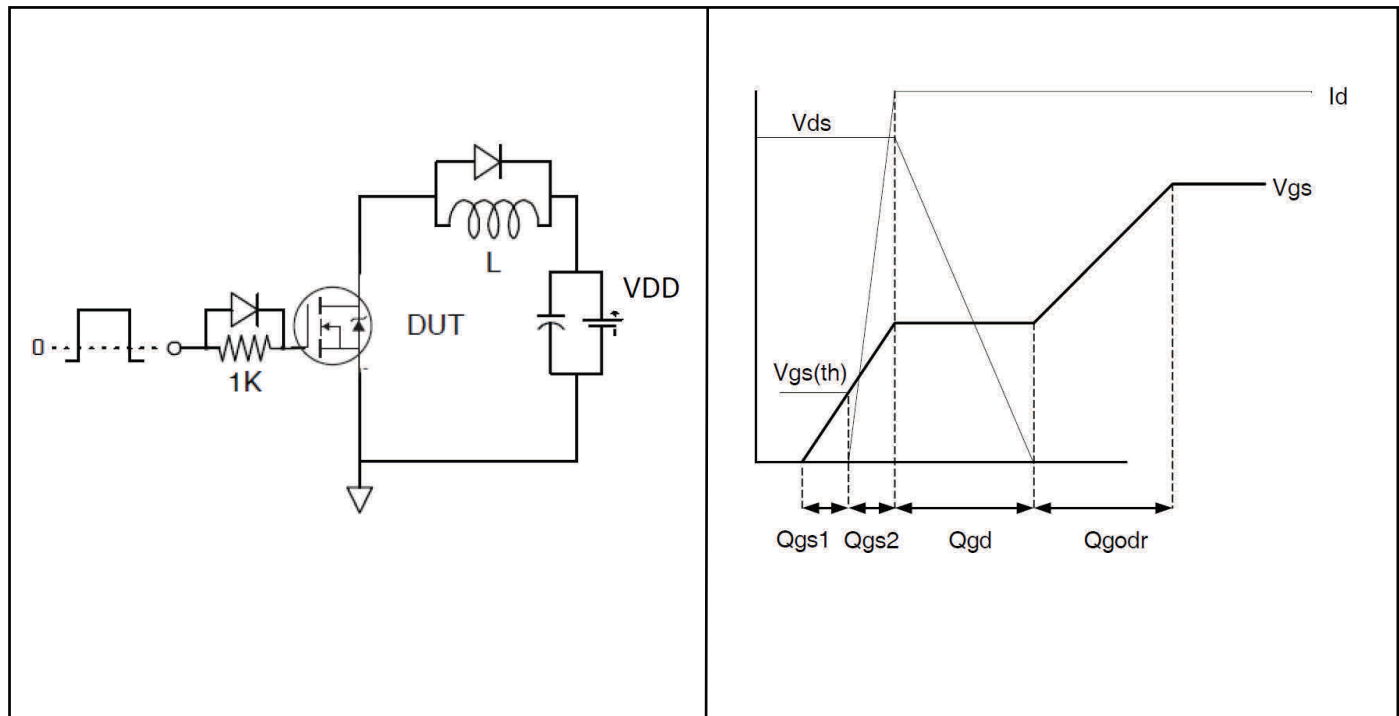 L
VDD
DUT
0
1K
Id
Vds
Vgs
Vgs(th)
Qgs1 Qgs2 Qgd Qgodr